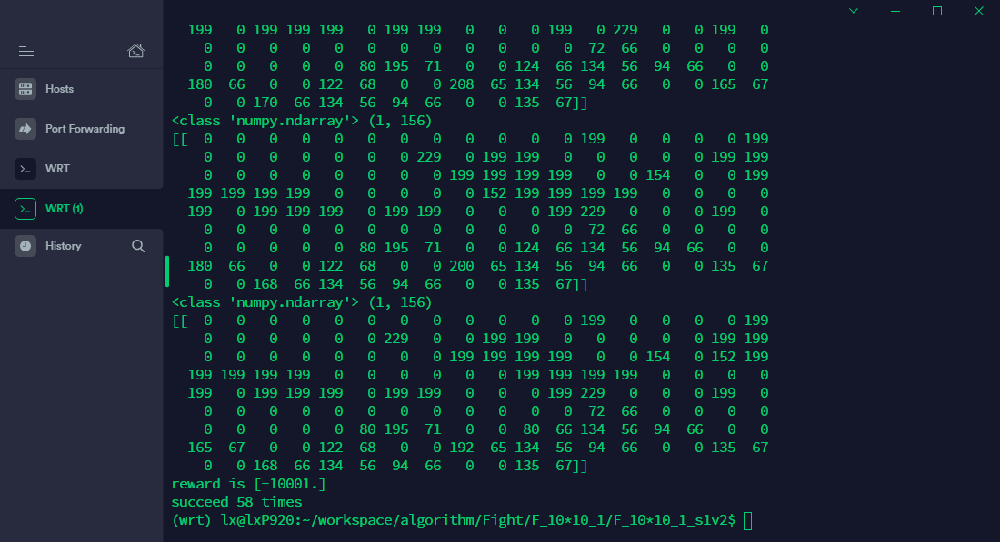 Hosts
Port Forwarding
WRT
WRT (1)
History
199   0 199 199 199   0 199 199   0   0   0 199   0 229   0   0 199   0
0   0   0   0   0   0   0   0   0   0   0   0  72  66   0   0   0   0
0   0   0   0   0  80 195  71   0   0 124  66 134  56  94  66   0   0
180  66   0   0 122  68   0   0 208  65 134  56  94  66   0   0 165  67
0   0 170  66 134  56  94  66   0   0 135  67]]
<class 'numpy.ndarray'> (1, 156)
[[  0   0   0   0   0   0   0   0   0   0   0   0 199   0   0   0   0 199
0   0   0   0   0   0   0 229   0 199 199   0   0   0   0   0 199 199
0   0   0   0   0   0   0   0 199 199 199 199   0   0 154   0   0 199
199 199 199 199   0   0   0   0   0 152 199 199 199 199   0   0   0   0
199   0 199 199 199   0 199 199   0   0   0 199 229   0   0   0 199   0
0   0   0   0   0   0   0   0   0   0   0   0  72  66   0   0   0   0
0   0   0   0   0  80 195  71   0   0 124  66 134  56  94  66   0   0
180  66   0   0 122  68   0   0 200  65 134  56  94  66   0   0 135  67
0   0 168  66 134  56  94  66   0   0 135  67]]
<class 'numpy.ndarray'> (1, 156)
[[  0   0   0   0   0   0   0   0   0   0   0   0 199   0   0   0   0 199
0   0   0   0   0   0 229   0   0 199 199   0   0   0   0   0 199 199
0   0   0   0   0   0   0   0 199 199 199 199   0   0 154   0 152 199
199 199 199 199   0   0   0   0   0   0 199 199 199 199   0   0   0   0
199   0 199 199 199   0 199 199   0   0   0 199 229   0   0   0 199   0
0   0   0   0   0   0   0   0   0   0   0   0  72  66   0   0   0   0
0   0   0   0   0  80 195  71   0   0  80  66 134  56  94  66   0   0
165  67   0   0 122  68   0   0 192  65 134  56  94  66   0   0 135  67
0   0 168  66 134  56  94  66   0   0 135  67]]
reward is [-10001.]
succeed 58 times
(wrt) lx@lxP920:~/workspace/algorithm/Fight/F_10*10_1/F_10*10_1_s1v2$